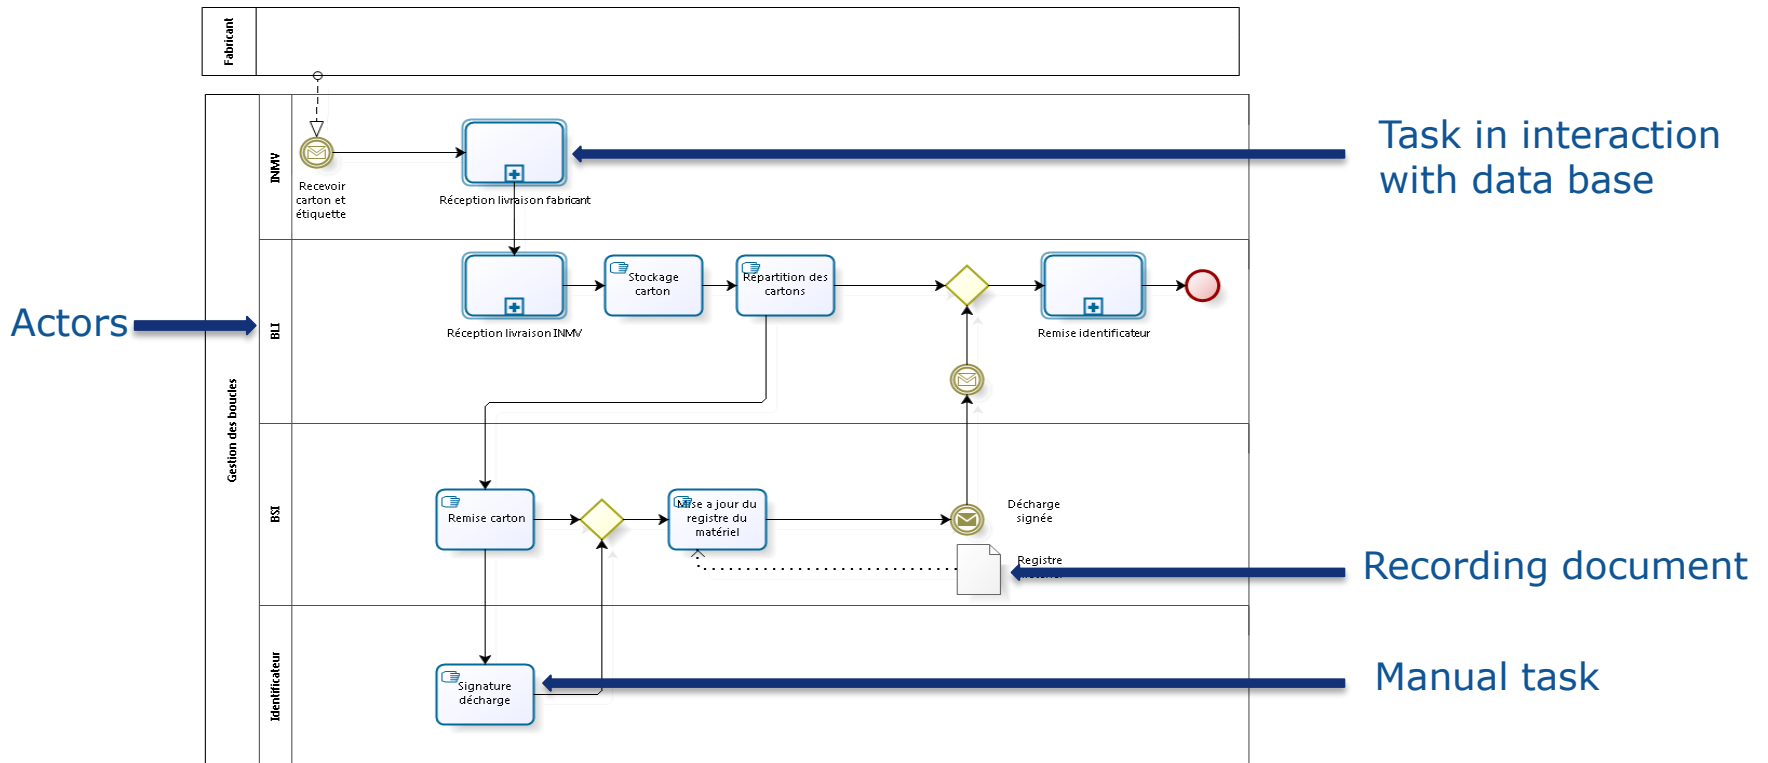 Fabricant
Gestion des boucles
INMV
Recevoir
carton et
étiquette
Réception livraison fabricant
Task in interaction
with data base
Actors
BLI
Réception livraison INMV
Stockage
carton
Répartition des
cartons
Remise identificateur
BSI
Remise carton
Mise a jour du
registre du
matériel
Décharge
signée
Registre
Recording document
Identificateur
Signature
décharge
Manual task